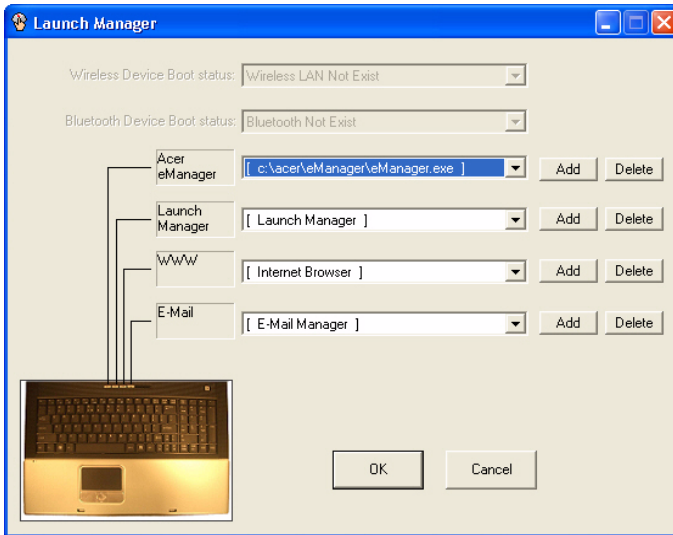 Launch Manager
Wireless Device Boot status: Wireless LAN Not Exist
Bluetooth Device Boot status: Bluetooth Not Exist
Acer
eManager
[ c:\acer\eManager\eManager.exe ] Add Delete
Launch
Manager
[ Launch Manager ] Add Delete
WWW
[ Internet Browser ] Add Delete
E-Mail
[ E-Mail Manager ] Add Delete
OK Cancel